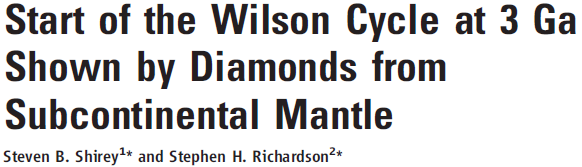 Start of the Wilson Cycle at 3 Ga
Shown by Diamonds from
Subcontinental Mantle
Steven B. Shirey¹* and Stephen H. Richardson²*